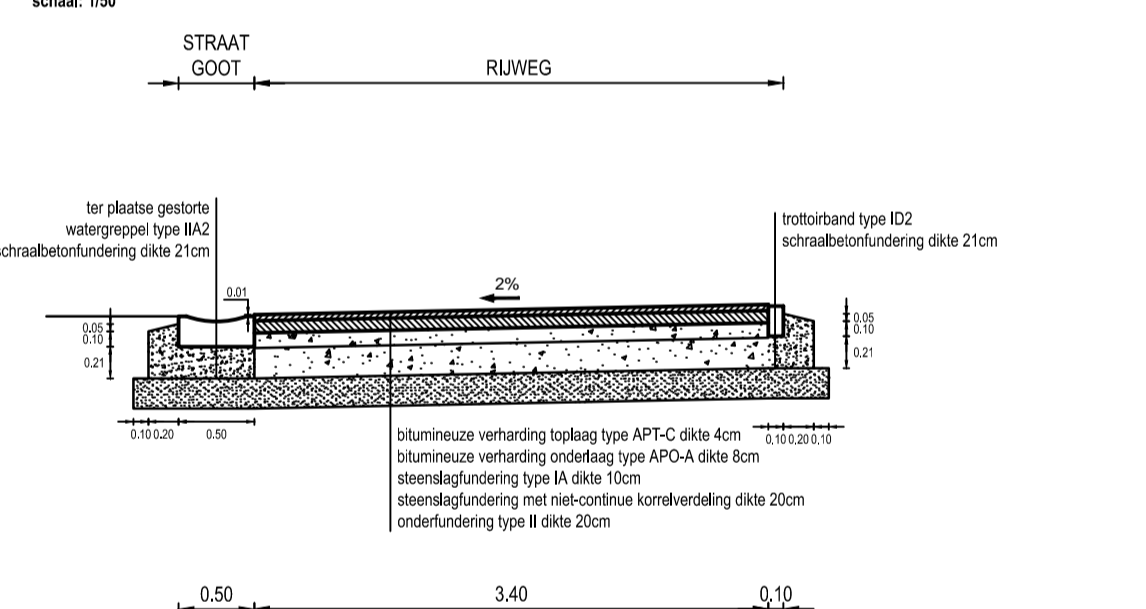 schaal: 1/50
STRAAT
GOOT
RIJWEG
ter plaatse gestorte
watergreppel type IIA2
schraalbetonfundering dikte 21cm
trottoirband type ID2
schraalbetonfundering dikte 21cm
0.01
2%
0.05
0.10
0.21
0.05
0.10
0.21
0.10 0.20 0.50
0.10 0.20 0.10
bitumineuze verharding toplaag type APT-C dikte 4cm
bitumineuze verharding onderlaag type APO-A dikte 8cm
steenslagfundering type IA dikte 10cm
steenslagfundering met niet-continue korrelverdeling dikte 20cm
onderfundering type II dikte 20cm
0.50 3.40 0.10